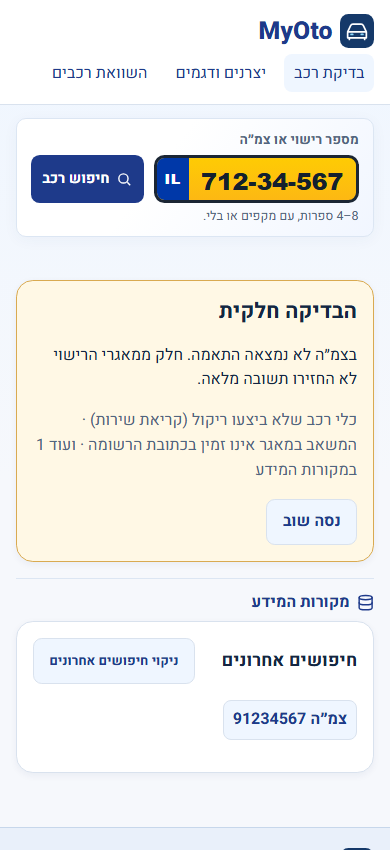 MyOto
בדיקת רכב
יצרנים ודגמים
השוואת רכבים
מספר רישוי או צמ״ה
IL 712-34-567
חיפוש רכב
4–8 ספרות, עם מקפים או בלי.
הבדיקה חלקית
בצמ״ה לא נמצאה התאמה. חלק ממאגרי הרישוי
לא החזירו תשובה מלאה.
כלי רכב שלא ביצעו ריקול (קריאת שירות) ·
המשאב במאגר אינו זמין בכתובת הרשומה · ועוד 1
במקורות המידע
נסה שוב
מקורות המידע
חיפושים אחרונים
ניקוי חיפושים אחרונים
צמ״ה 91234567